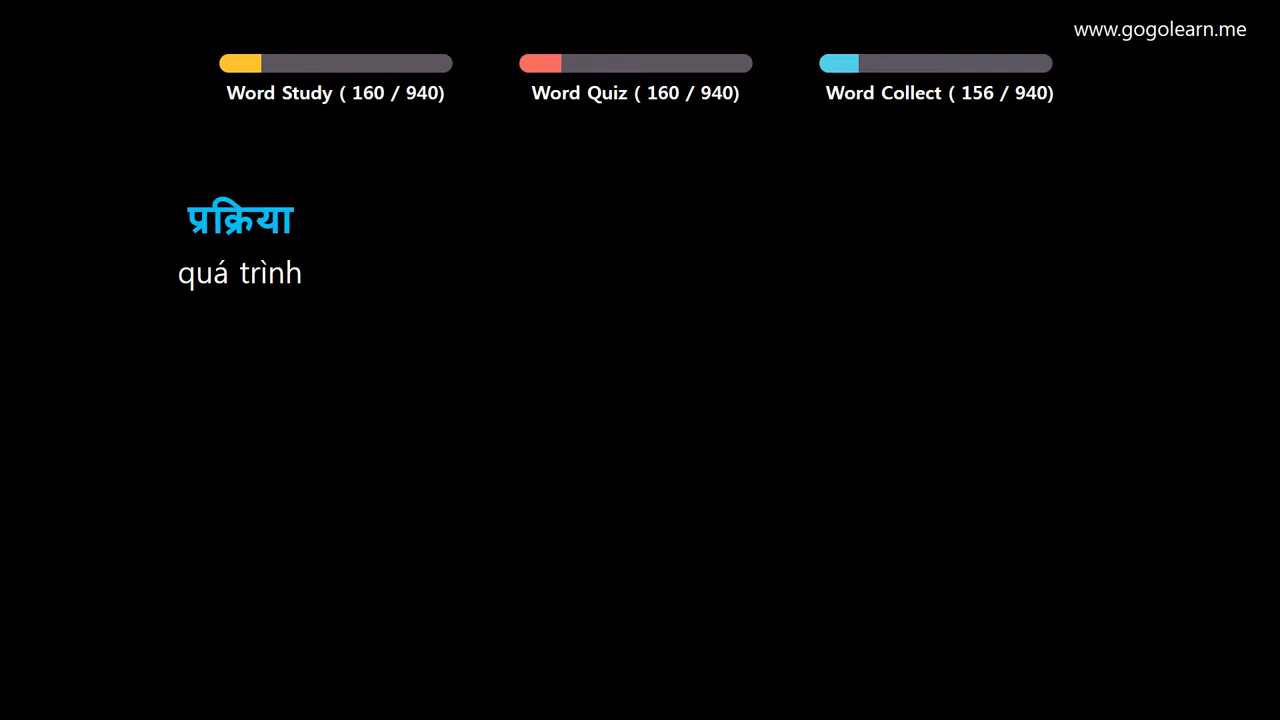 www.gogolearn.me
Word Study ( 160 / 940)
Word Quiz ( 160 / 940)
Word Collect ( 156 / 940)
प्रक्रिया
quá trình